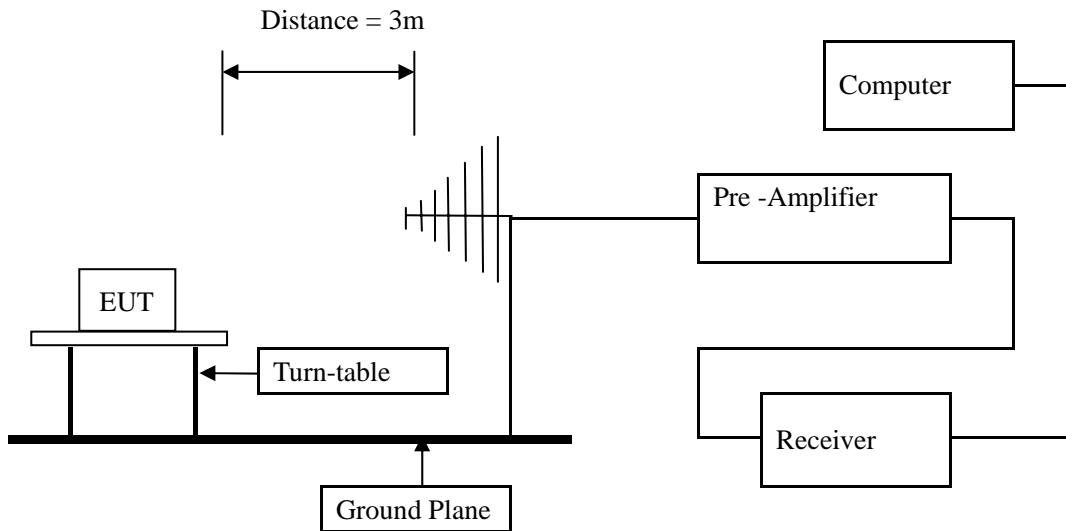 Distance = 3m
Computer
Pre -Amplifier
EUT
Turn-table
Receiver
Ground Plane